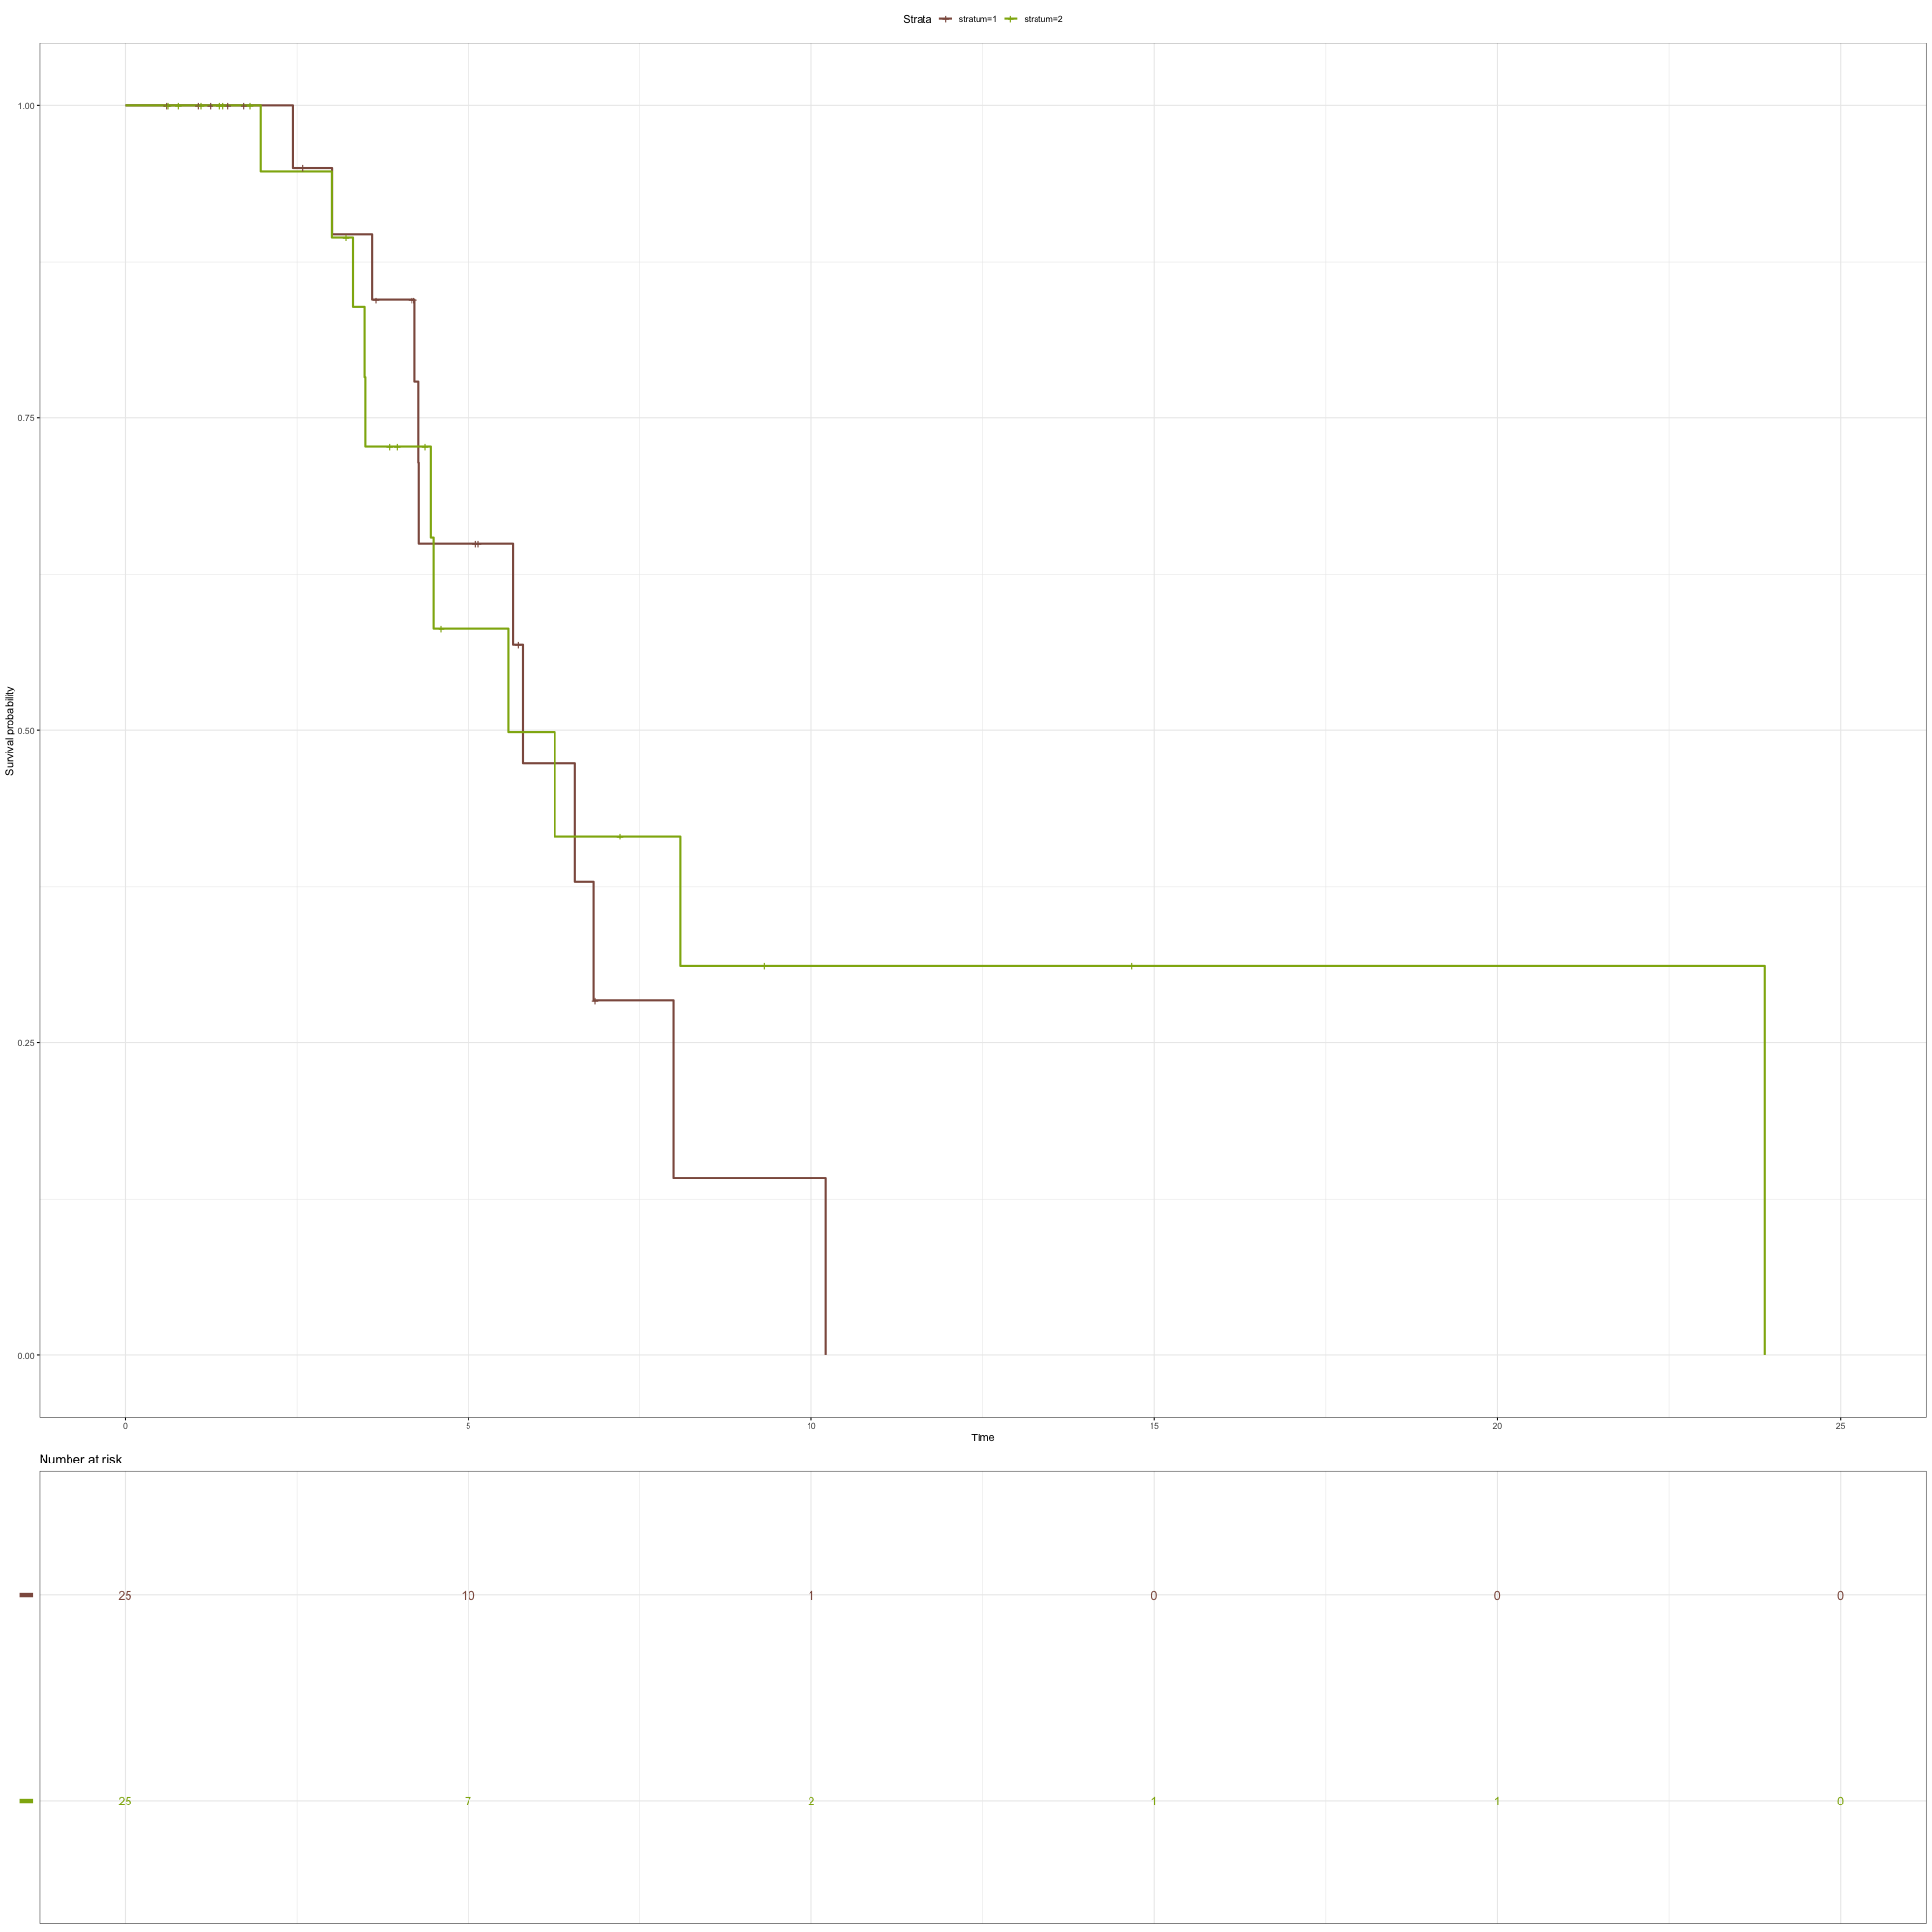 Strata stratum=1 stratum=2
1.00
0.75
0.50
0.25
0.00
Survival probability
0 5 10 15 20 25
Time
Number at risk
25 10 1 0 0 0
25 7 2 1 1 0